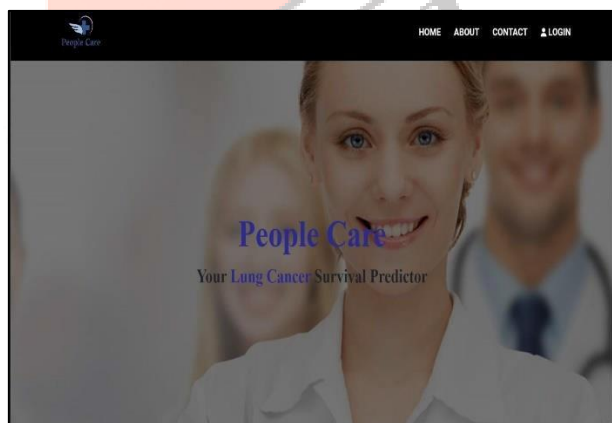 People Care
HOME ABOUT CONTACT LOGIN
People Care
Your Lung Cancer Survival Predictor